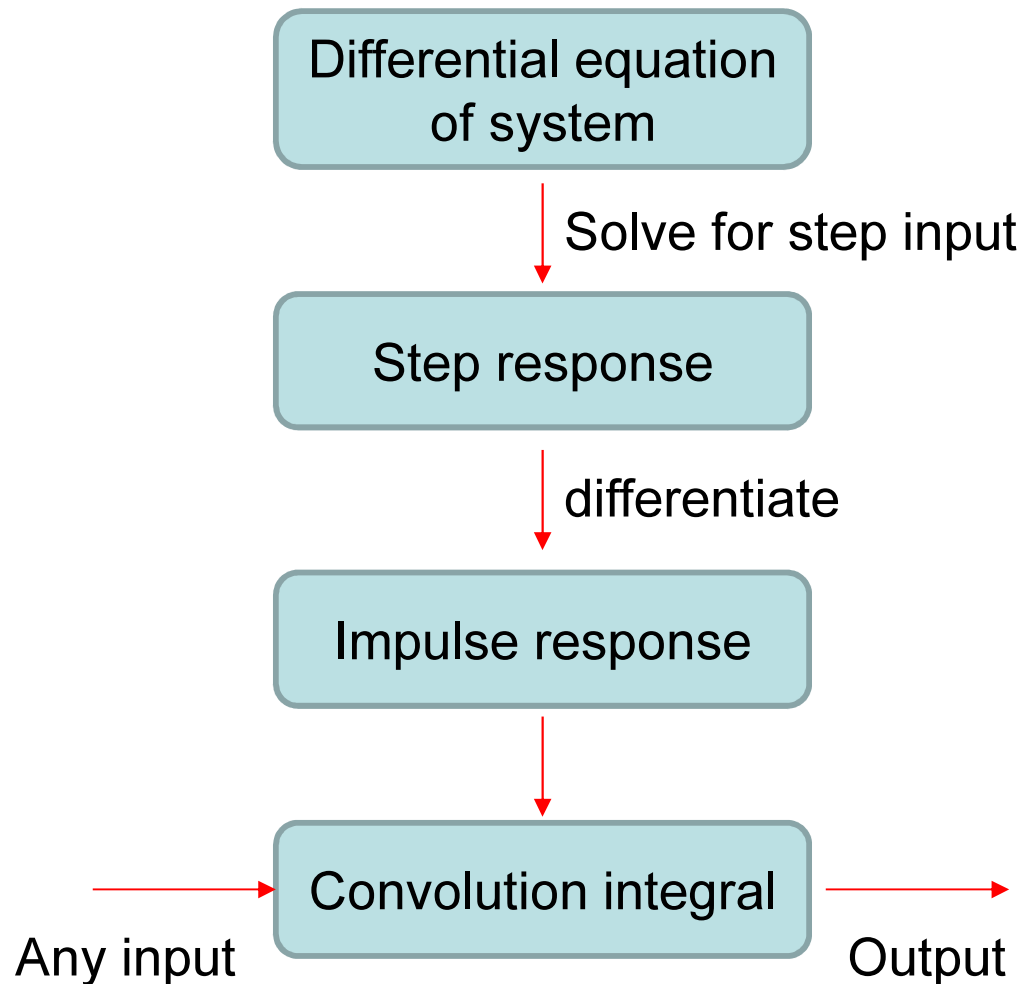 Differential equation
of system
Solve for step input
Step response
differentiate
Impulse response
Convolution integral
Any input
Output